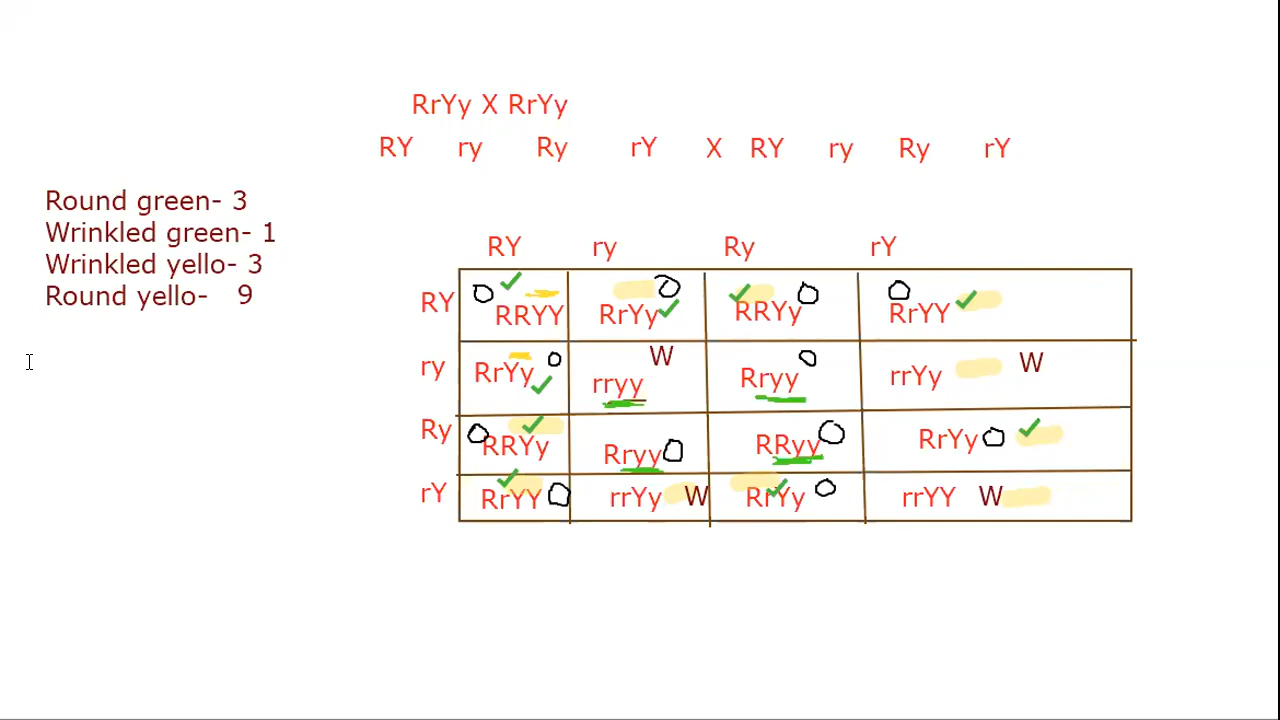 RrYy X RrYy
RY ry Ry rY X RY ry Ry rY
Round green- 3
Wrinkled green- 1
Wrinkled yello- 3
Round yello- 9
RY ry Ry rY
RY RRYY RrYy RRYy RrYY
ry RrYy rryy W Rryy rrYy W
Ry RRYy Rryy RRyy RrYy
rY RrYY rrYy W RrYy rrYY W